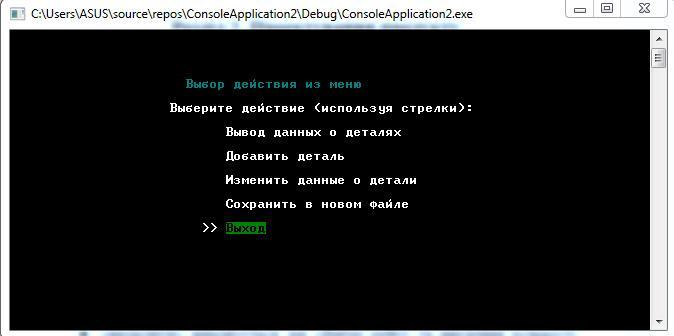 C:\Users\ASUS\source\repos\ConsoleApplication2\Debug\ConsoleApplication2.exe
Выбор действия из меню
Выберите действие (используя стрелки):
Вывод данных о деталях
Добавить деталь
Изменить данные о детали
Сохранить в новом файле
>> Выход